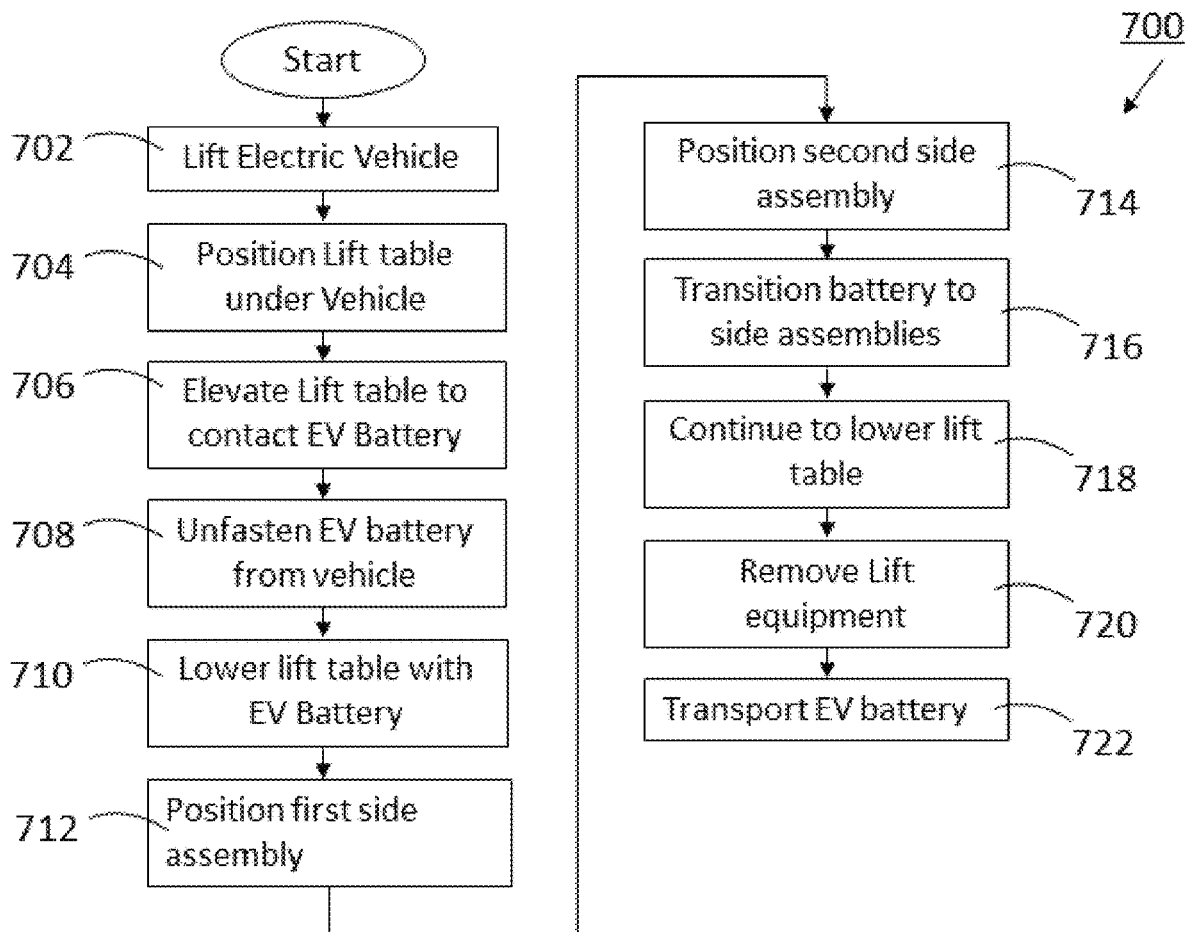 700
Start
702
Lift Electric Vehicle
704
Position Lift table
under Vehicle
706
Elevate Lift table to
contact EV Battery
708
Unfasten EV battery
from vehicle
710
Lower lift table with
EV Battery
712
Position first side
assembly
Position second side
assembly
714
Transition battery to
side assemblies
716
Continue to lower lift
table
718
Remove Lift
equipment
720
Transport EV battery
722